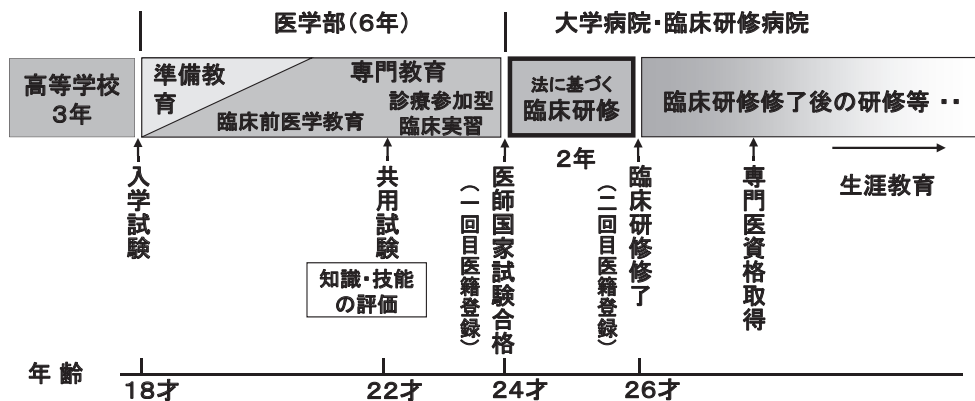 医学部（6年）
大学病院・臨床研修病院
高等学校
3年
準備教
育
専門教育
臨床前医学教育
診療参加型
臨床実習
法に基づく
臨床研修
臨床研修修了後の研修等 ・・
2年
生涯教育
入学試験
共用試験
知識・技能
の評価
医師国家試験合格
（一回目医籍登録）
臨床研修修了
（二回目医籍登録）
専門医資格取得
年 齢
18才
22才
24才
26才